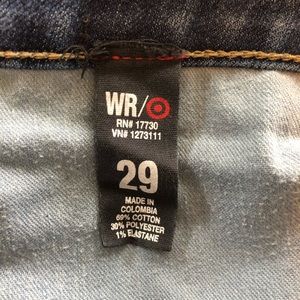 WR/
RN# 17730
VN# 1273111
29
MADE IN
COLOMBIA
69% COTTON
30% POLYESTER
1% ELASTANE